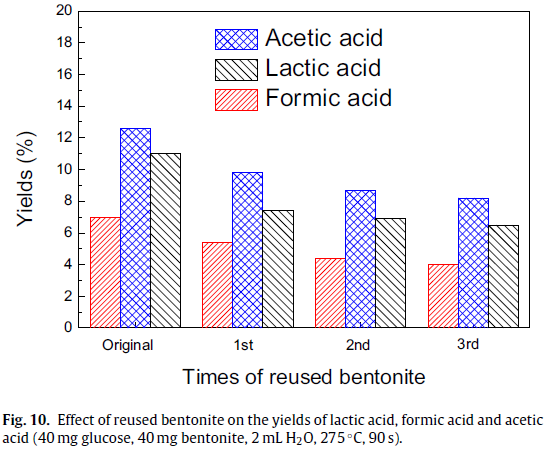 20
18
16
14
12
10
8
6
4
2
0
Yields (%)
Acetic acid
Lactic acid
Formic acid
Original 1st 2nd 3rd
Times of reused bentonite
Fig. 10. Effect of reused bentonite on the yields of lactic acid, formic acid and acetic
acid (40 mg glucose, 40 mg bentonite, 2 mL H₂O, 275 °C, 90 s).